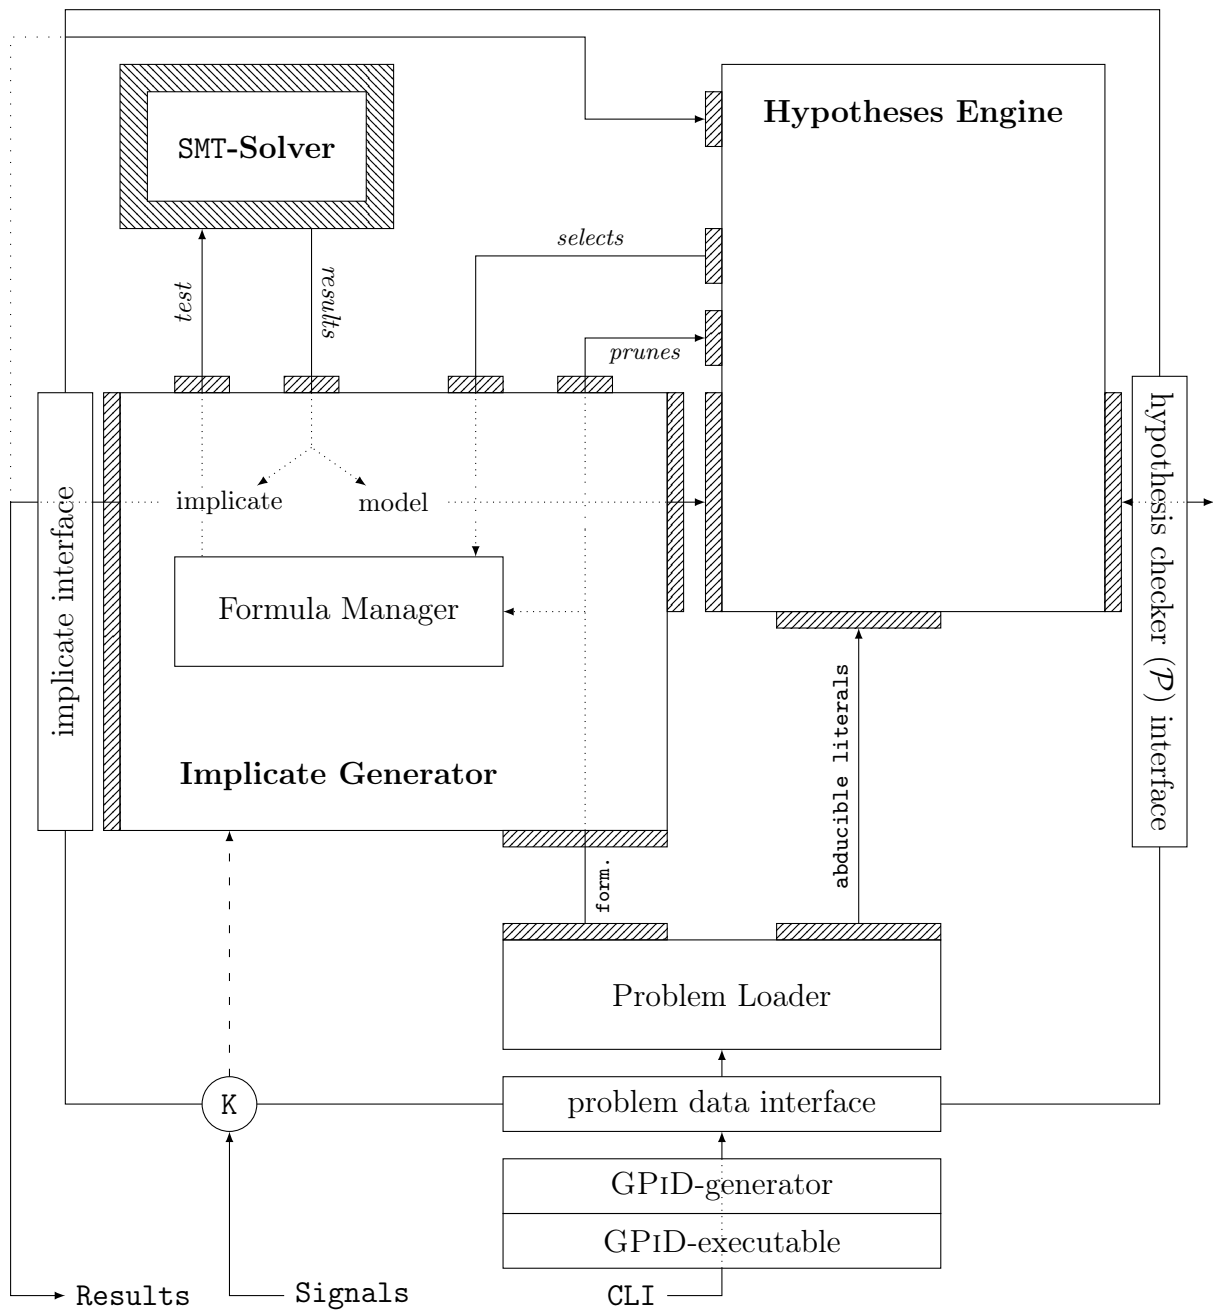 Hypotheses Engine
SMT-Solver
selects
test
results
prunes
implicate
model
implicate interface
hypothesis checker (𝒫) interface
Formula Manager
Implicate Generator
abducible literals
form.
Problem Loader
K
problem data interface
GPID-generator
GPID-executable
Results
Signals
CLI